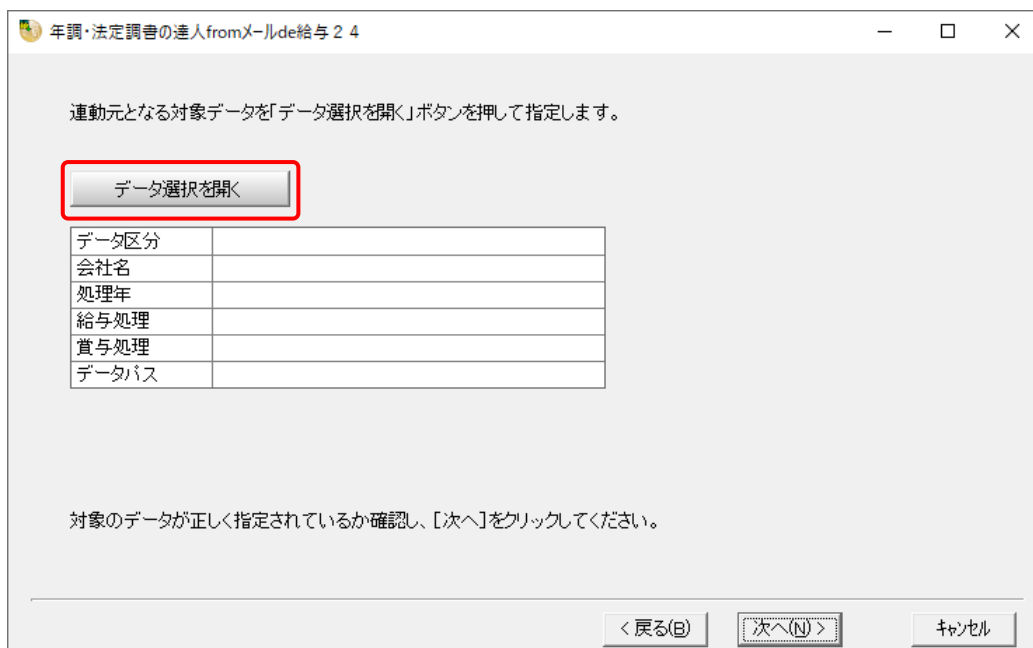 年調・法定調書の達人fromメールde給与２４
連動元となる対象データを「データ選択を開く」ボタンを押して指定します。
データ選択を開く
データ区分
会社名
処理年
給与処理
賞与処理
データパス
対象のデータが正しく指定されているか確認し、[次へ]をクリックしてください。
< 戻る(B) 次へ(N) > キャンセル